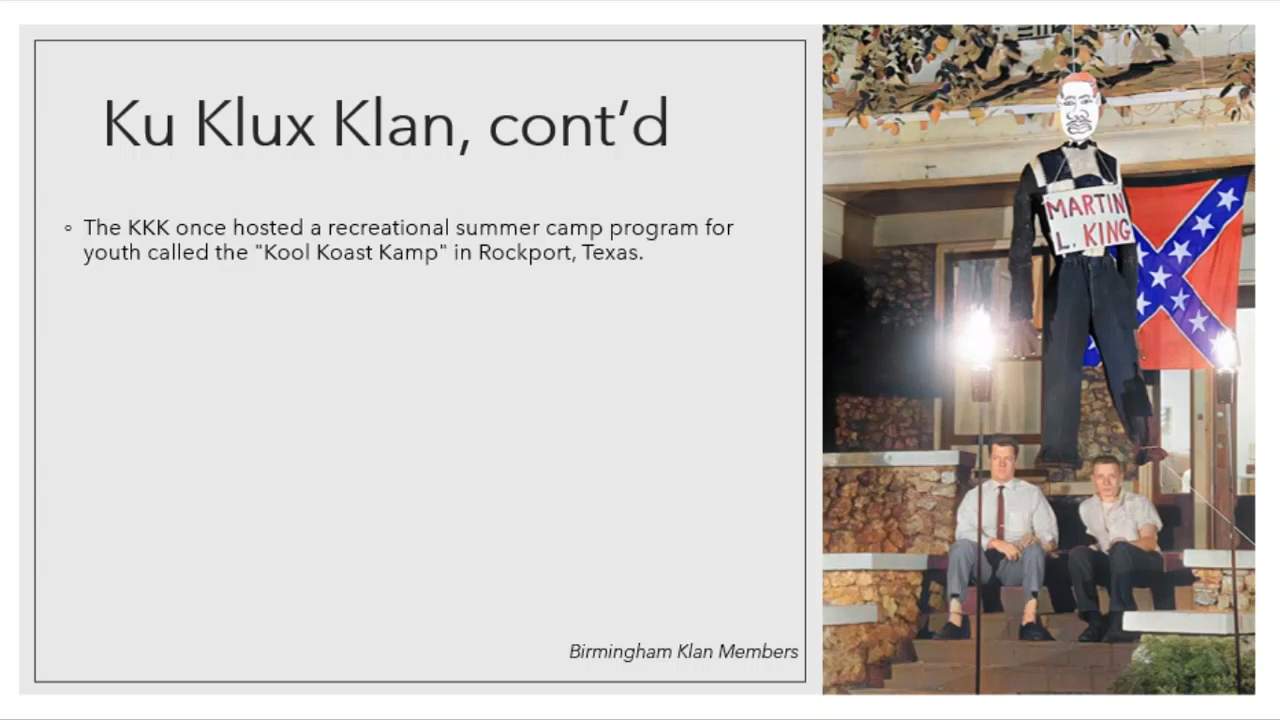 Ku Klux Klan, cont’d
◦ The KKK once hosted a recreational summer camp program for
youth called the "Kool Koast Kamp" in Rockport, Texas.
Birmingham Klan Members
MARTIN
L. KING